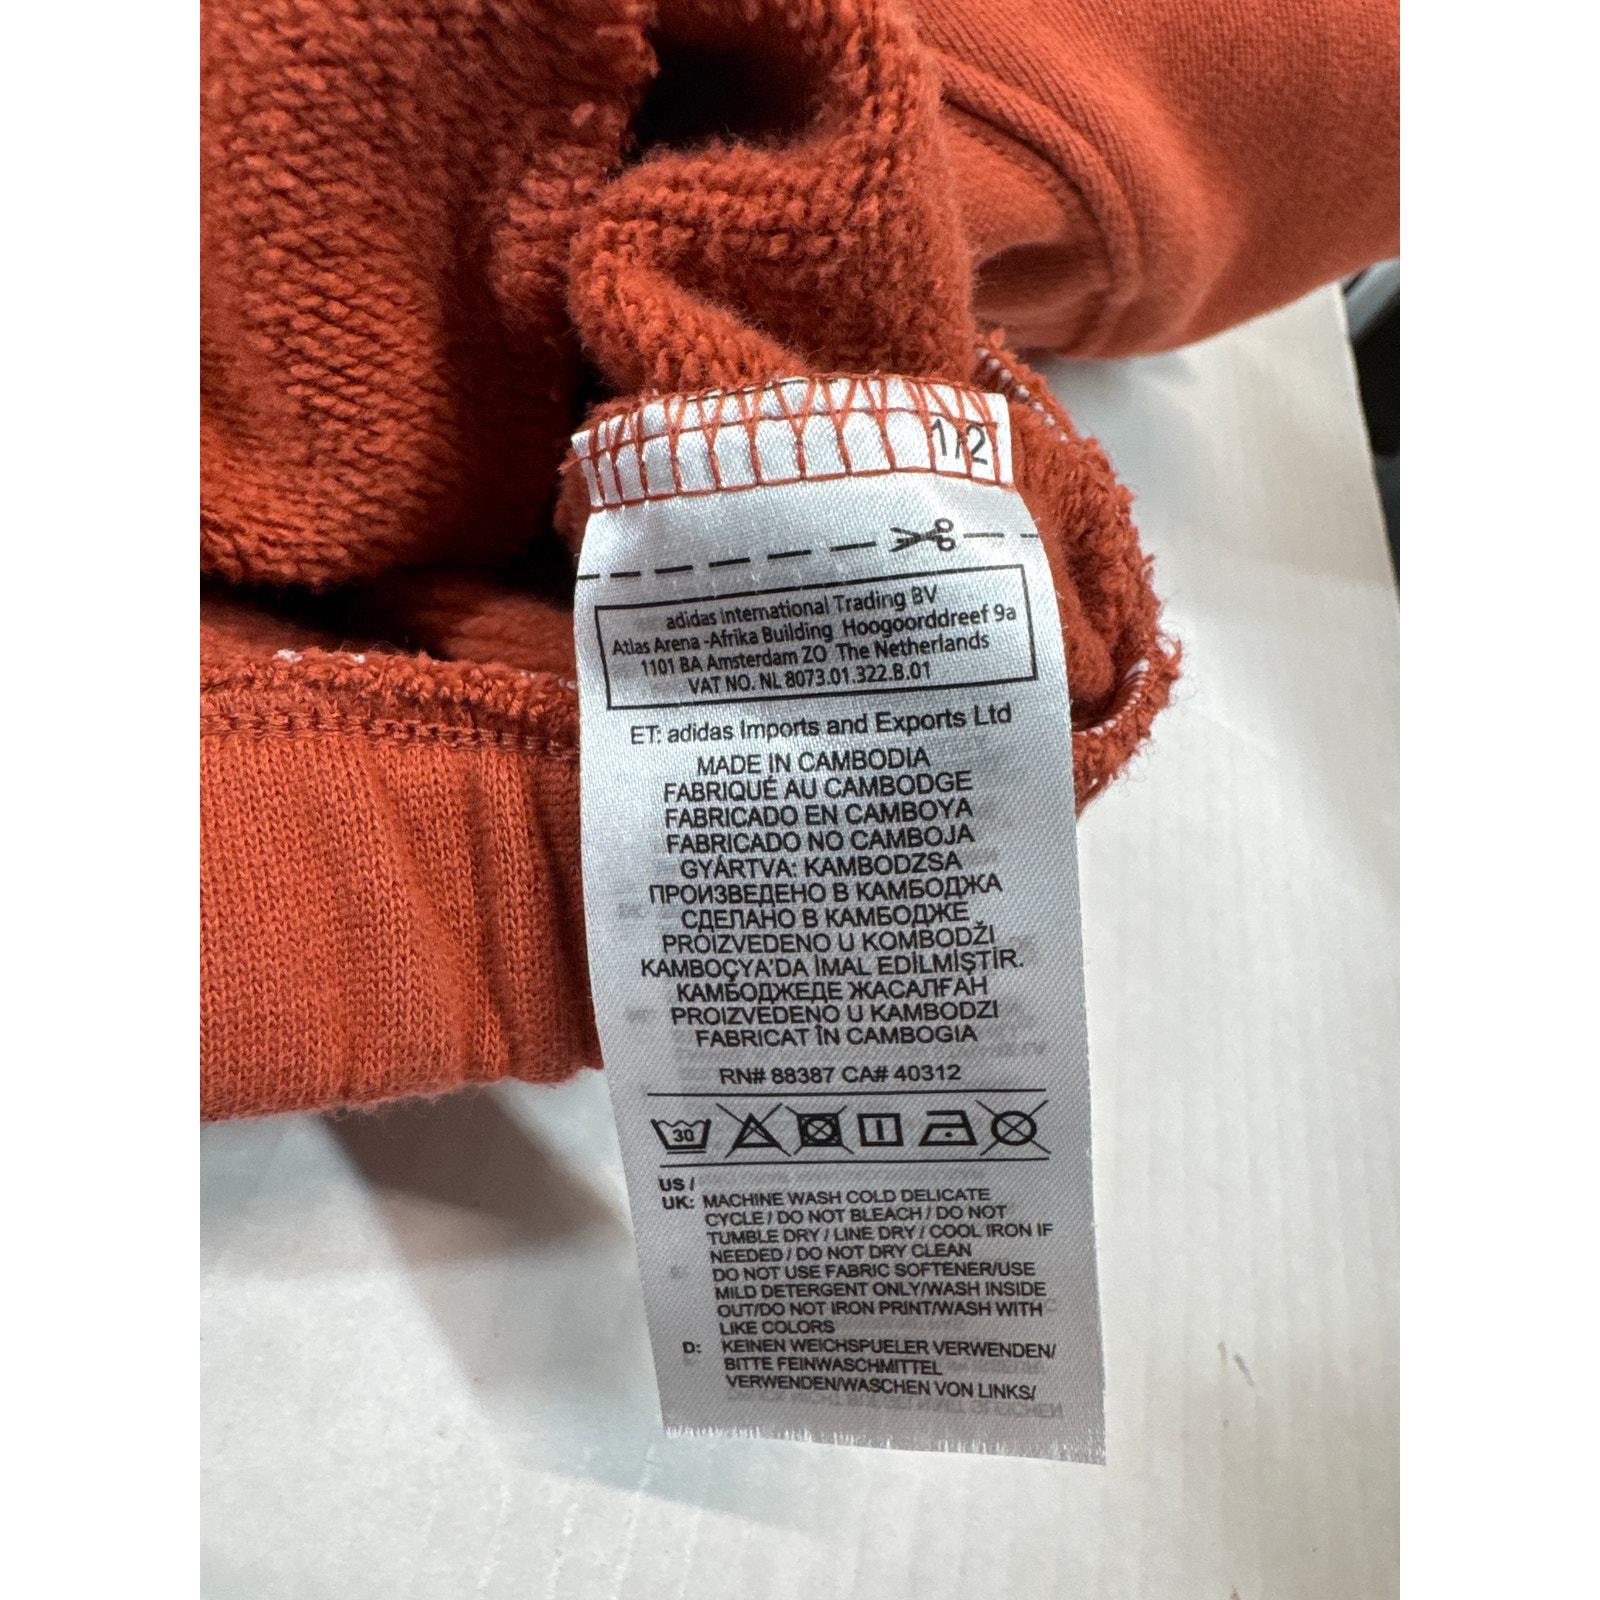 1/2
adidas International Trading BV
Atlas Arena -Afrika Building Hoogoorddreef 9a
1101 BA Amsterdam ZO The Netherlands
VAT NO. NL 8073.01.322.B.01
ET: adidas Imports and Exports Ltd
MADE IN CAMBODIA
FABRIQUÉ AU CAMBODGE
FABRICADO EN CAMBOYA
FABRICADO NO CAMBOJA
GYÁRTVA: KAMBODZSA
ПРОИЗВЕДЕНО В КАМБОДЖА
СДЕЛАНО В КАМБОДЖЕ
PROIZVEDENO U KOMBODŽI
KAMBOÇYA'DA İMAL EDİLMİŞTİR.
КАМБОДЖЕДЕ ЖАСАЛҒАН
PROIZVEDENO U KAMBODZI
FABRICAT ÎN CAMBOGIA
RN# 88387 CA# 40312
30
US /
UK: MACHINE WASH COLD DELICATE
CYCLE / DO NOT BLEACH / DO NOT
TUMBLE DRY / LINE DRY / COOL IRON IF
NEEDED / DO NOT DRY CLEAN
DO NOT USE FABRIC SOFTENER/USE
MILD DETERGENT ONLY/WASH INSIDE
OUT/DO NOT IRON PRINT/WASH WITH
LIKE COLORS
D: KEINEN WEICHSPUELER VERWENDEN/
BITTE FEINWASCHMITTEL
VERWENDEN/WASCHEN VON LINKS/